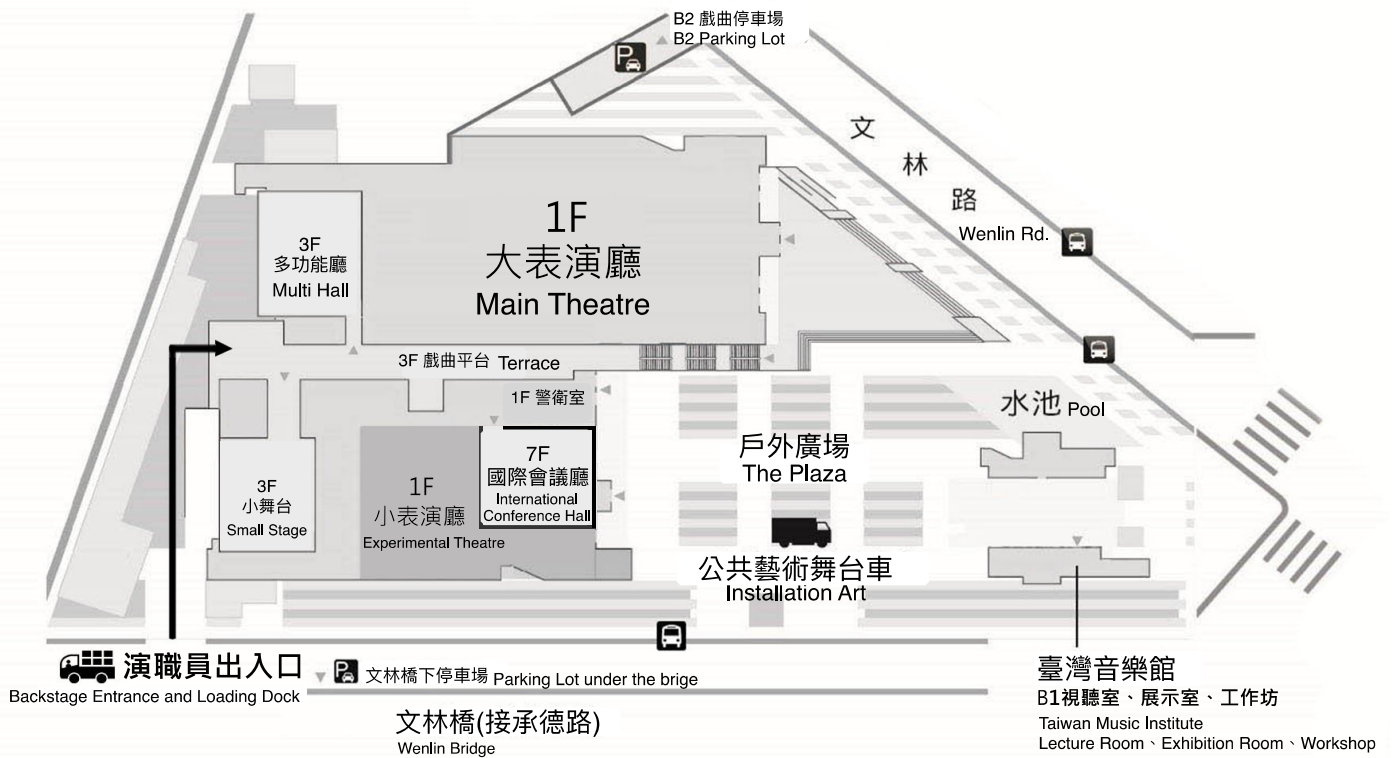 B2 戲曲停車場
B2 Parking Lot
P
文
林
路
Wenlin Rd.
1F
大表演廳
Main Theatre
3F
多功能廳
Multi Hall
3F 戲曲平台 Terrace
1F 警衛室
水池 Pool
戶外廣場
The Plaza
7F
國際會議廳
International
Conference Hall
1F
小表演廳
Experimental Theatre
3F
小舞台
Small Stage
公共藝術舞台車
Installation Art
演職員出入口
Backstage Entrance and Loading Dock
P 文林橋下停車場 Parking Lot under the brige
文林橋(接承德路)
Wenlin Bridge
臺灣音樂館
B1視聽室、展示室、工作坊
Taiwan Music Institute
Lecture Room、Exhibition Room、Workshop